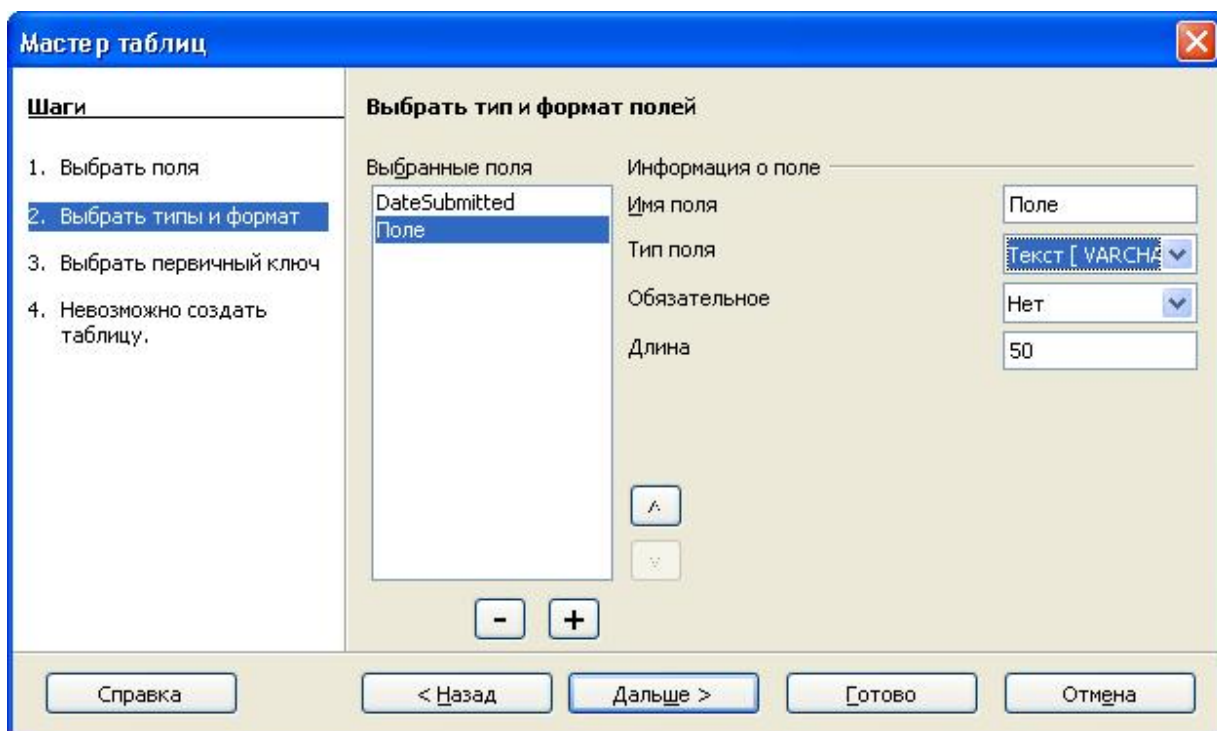 Мастер таблиц
Шаги
1. Выбрать поля
2. Выбрать типы и формат
3. Выбрать первичный ключ
4. Невозможно создать
таблицу.
Выбрать тип и формат полей
Выбранные поля
DateSubmitted
Поле
Информация о поле
Имя поля
Поле
Тип поля
Текст [ VARCHA
Обязательное
Нет
Длина
50
^
v
-
+
Справка
< Назад
Дальше >
Готово
Отмена